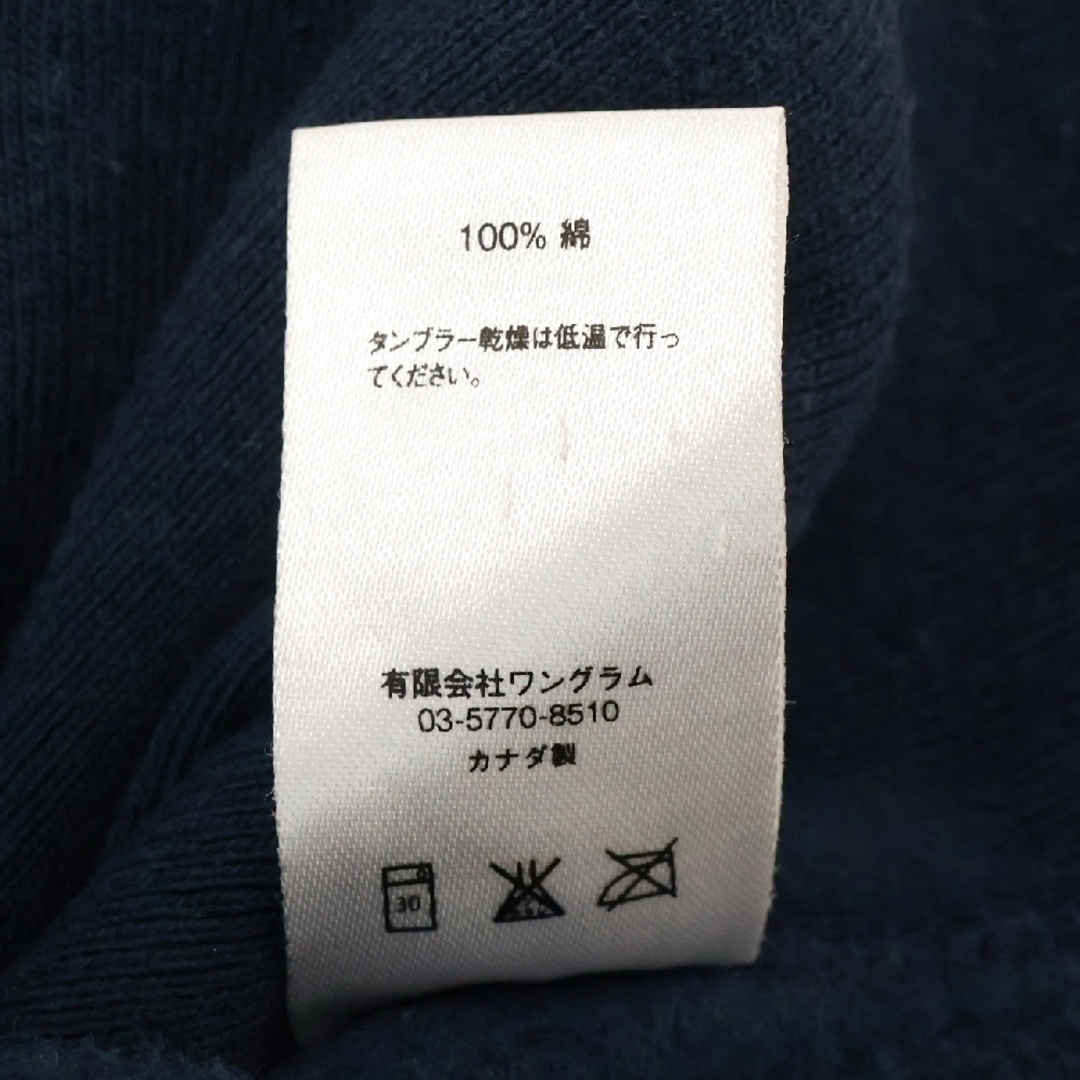 100% 綿
タンブラー乾燥は低温で行っ
てください。
有限会社ワングラム
03-5770-8510
カナダ製
30